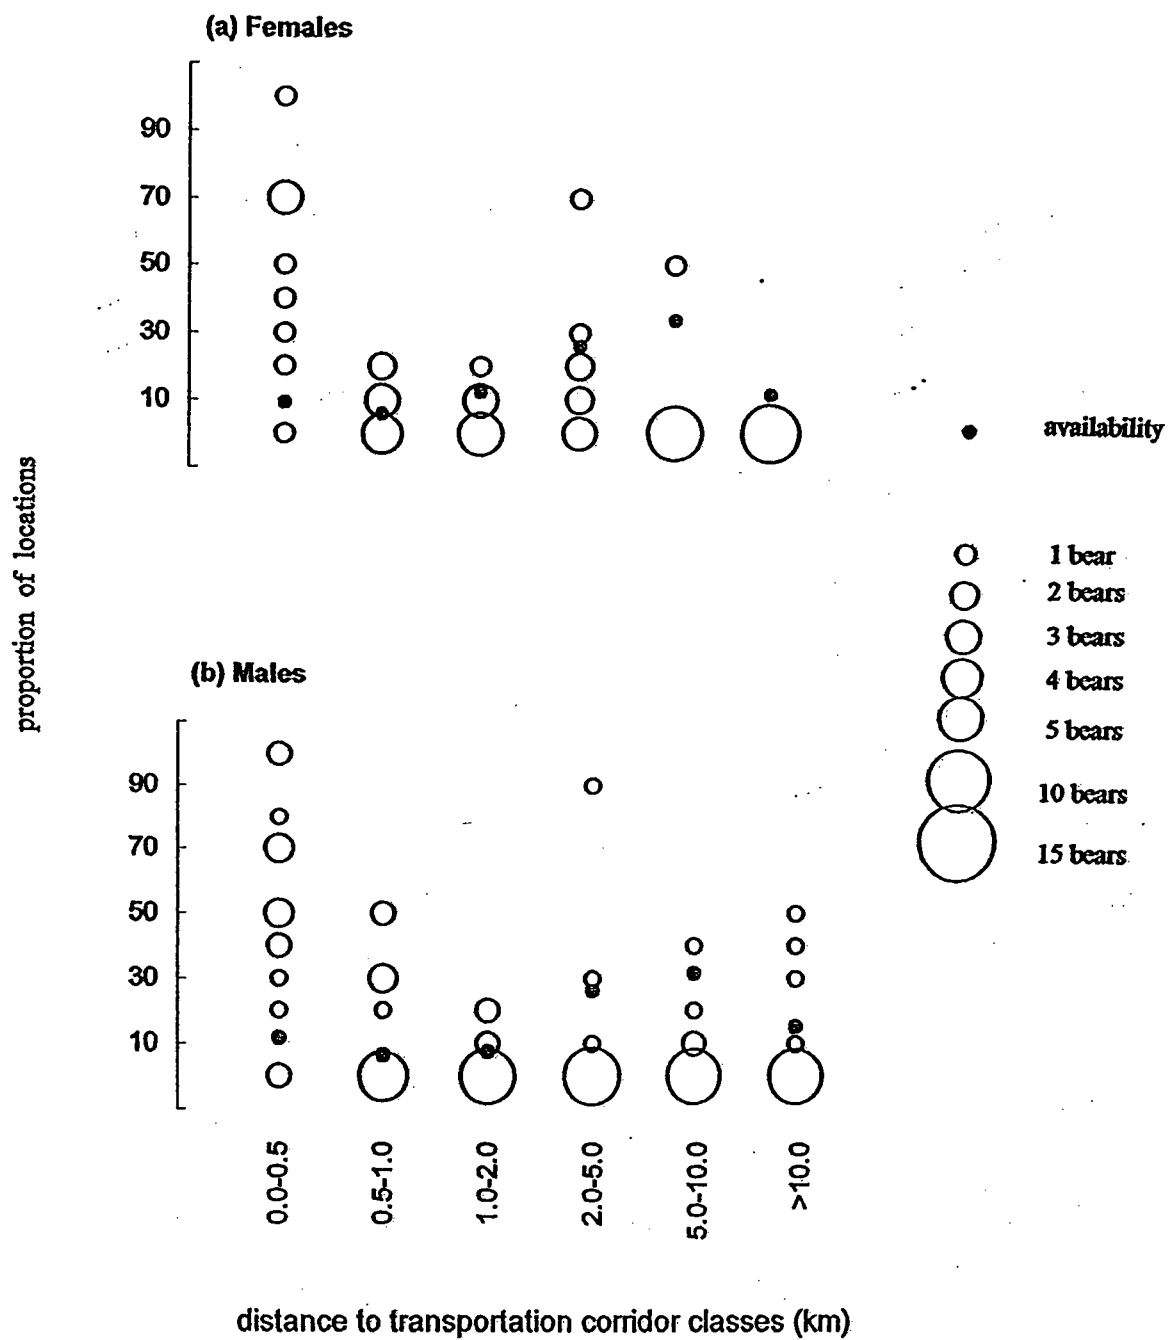 (a) Females
90
70
50
30
10
availability
proportion of locations
1 bear
2 bears
3 bears
4 bears
5 bears
10 bears
15 bears
(b) Males
90
70
50
30
10
0.0-0.5
0.5-1.0
1.0-2.0
2.0-5.0
5.0-10.0
>10.0
distance to transportation corridor classes (km)